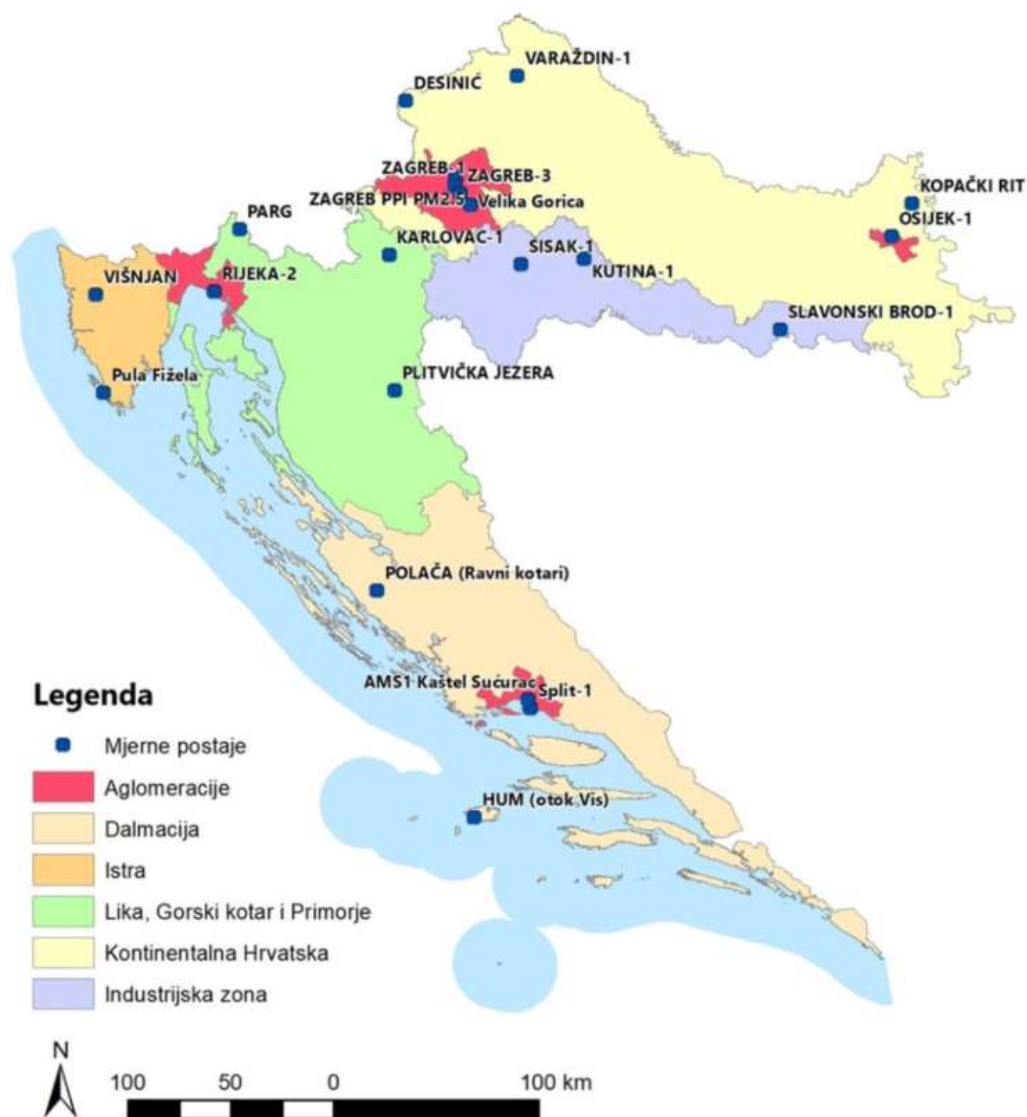 VARAŽDIN-1
DESINIĆ
ZAGREB-1
ZAGREB-3
KOPAČKI RIT
ZAGREB PPI PM2.5
Velika Gorica
PARG
OSIJEK-1
KARLOVAC-1
SISAK-1
KUTINA-1
VIŠNJAN
RIJEKA-2
SLAVONSKI BROD-1
Pula Fižela
PLITVIČKA JEZERA
POLAČA (Ravni kotari)
AMS1 Kaštel Sućurac
Split-1
HUM (otok Vis)
Legenda
Mjerne postaje
Aglomeracije
Dalmacija
Istra
Lika, Gorski kotar i Primorje
Kontinentalna Hrvatska
Industrijska zona
N
100 50 0 100 km